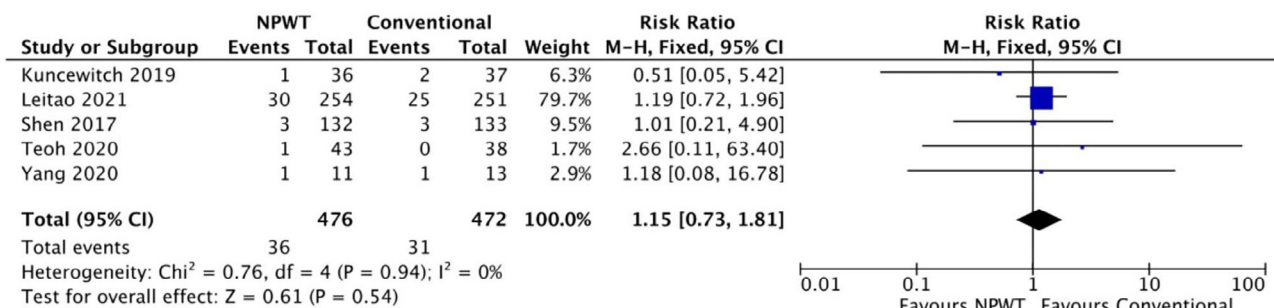 NPWT Conventional Risk Ratio Risk Ratio
Study or Subgroup Events Total Events Total Weight M-H, Fixed, 95% CI M-H, Fixed, 95% CI
Kuncewitch 2019 1 36 2 37 6.3% 0.51 [0.05, 5.42]
Leitao 2021 30 254 25 251 79.7% 1.19 [0.72, 1.96]
Shen 2017 3 132 3 133 9.5% 1.01 [0.21, 4.90]
Teoh 2020 1 43 0 38 1.7% 2.66 [0.11, 63.40]
Yang 2020 1 11 1 13 2.9% 1.18 [0.08, 16.78]
Total (95% CI) 476 472 100.0% 1.15 [0.73, 1.81]
Total events 36 31
Heterogeneity: Chi² = 0.76, df = 4 (P = 0.94); I² = 0%
Test for overall effect: Z = 0.61 (P = 0.54)
0.01 0.1 1 10 100
Favours NPWT Favours Conventional